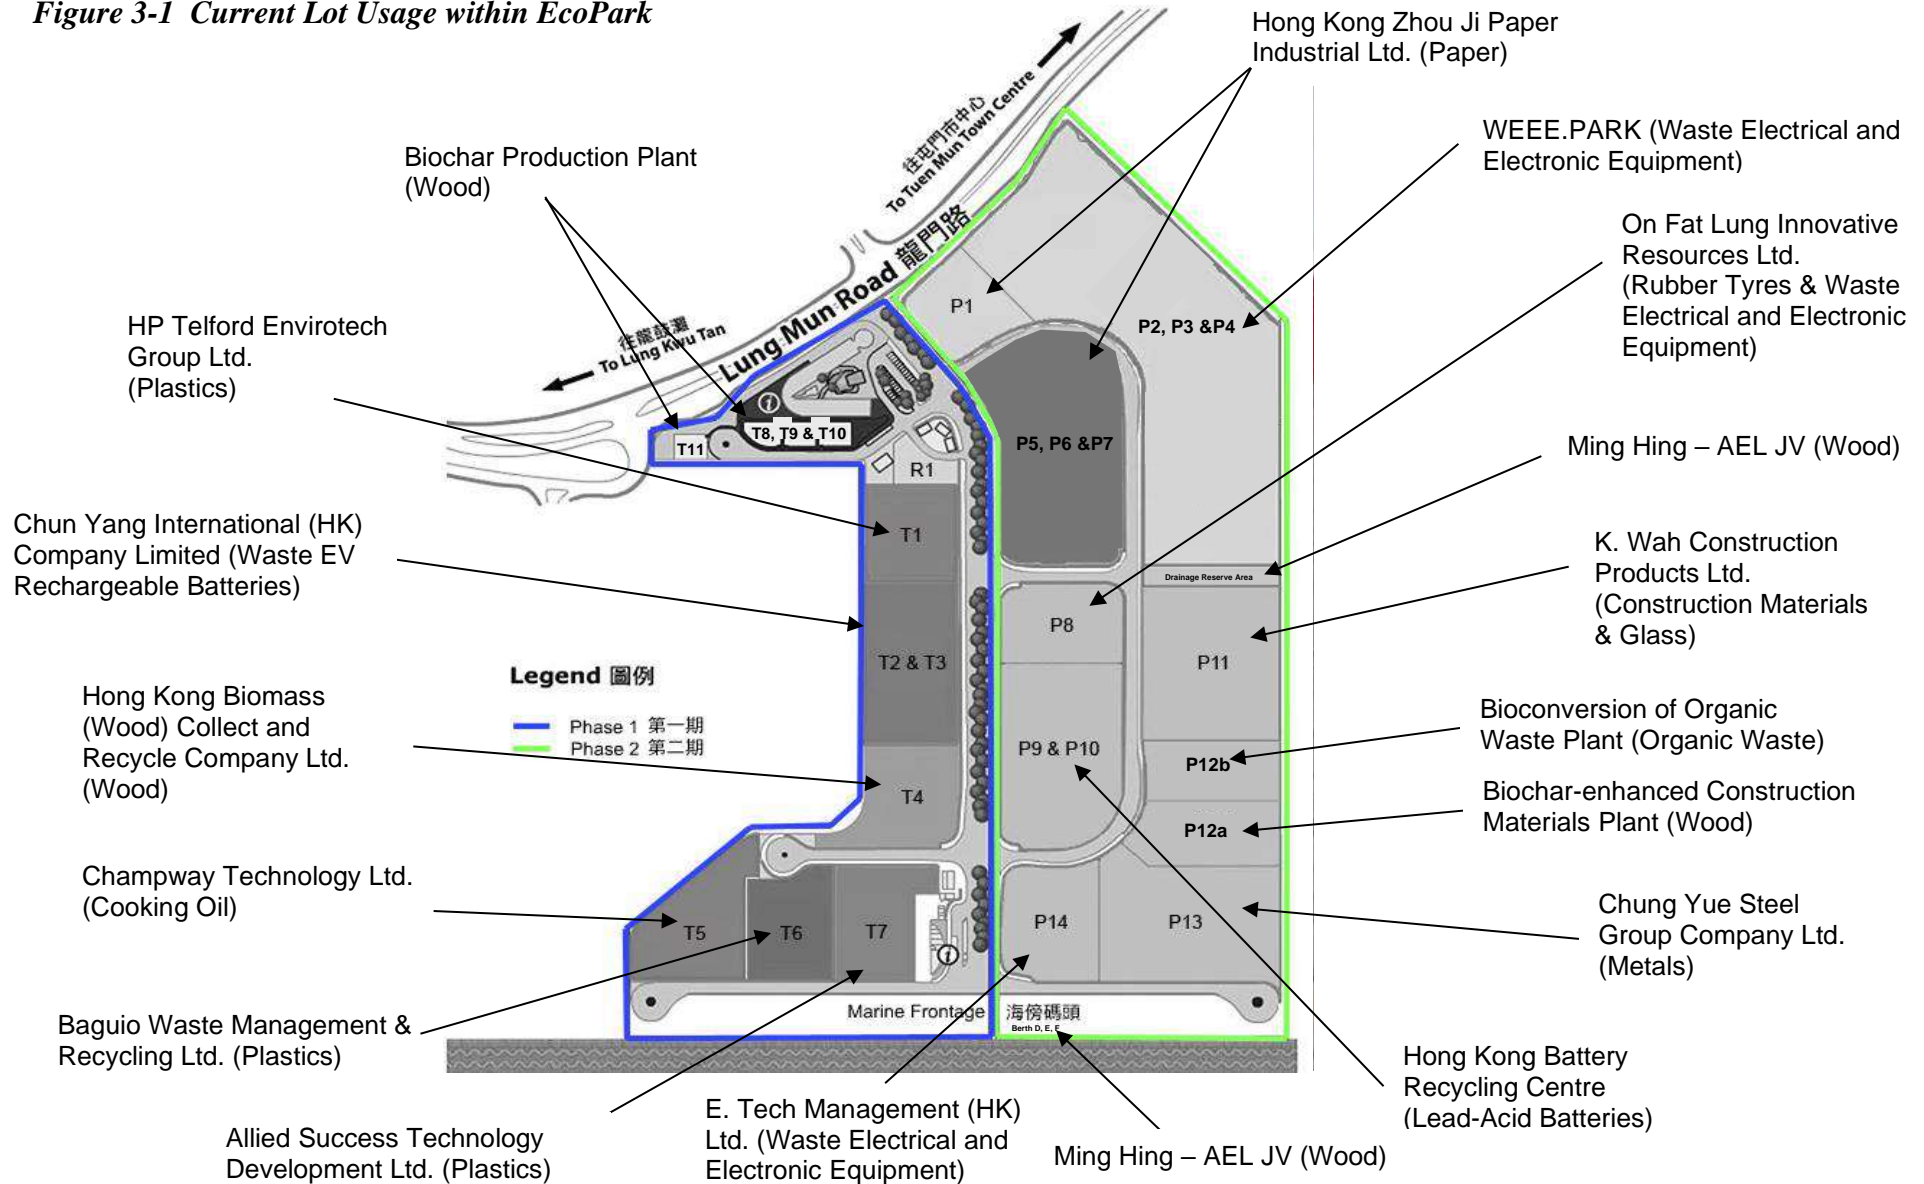 Figure 3-1 Current Lot Usage within EcoPark
Hong Kong Zhou Ji Paper
Industrial Ltd. (Paper)
往屯門市中心
To Tuen Mun Town Centre
WEEE.PARK (Waste Electrical and
Electronic Equipment)
Biochar Production Plant
(Wood)
On Fat Lung Innovative
Resources Ltd.
(Rubber Tyres & Waste
Electrical and Electronic
Equipment)
Lung Mun Road 龍門路
往龍鼓灘
To Lung Kwu Tan
HP Telford Envirotech
Group Ltd.
(Plastics)
P1
P2, P3 &P4
i
T8, T9 & T10
T11
P5, P6 &P7
R1
Ming Hing – AEL JV (Wood)
Chun Yang International (HK)
Company Limited (Waste EV
Rechargeable Batteries)
T1
K. Wah Construction
Products Ltd.
(Construction Materials
& Glass)
Drainage Reserve Area
P8
T2 & T3
P11
Legend 圖例
Phase 1 第一期
Phase 2 第二期
Hong Kong Biomass
(Wood) Collect and
Recycle Company Ltd.
(Wood)
Bioconversion of Organic
Waste Plant (Organic Waste)
P9 & P10
P12b
T4
Biochar-enhanced Construction
Materials Plant (Wood)
P12a
Champway Technology Ltd.
(Cooking Oil)
Chung Yue Steel
Group Company Ltd.
(Metals)
T5
T6
T7
i
P14
P13
Marine Frontage 海傍碼頭
Berth D, E, F
Baguio Waste Management &
Recycling Ltd. (Plastics)
Hong Kong Battery
Recycling Centre
(Lead-Acid Batteries)
Allied Success Technology
Development Ltd. (Plastics)
E. Tech Management (HK)
Ltd. (Waste Electrical and
Electronic Equipment)
Ming Hing – AEL JV (Wood)